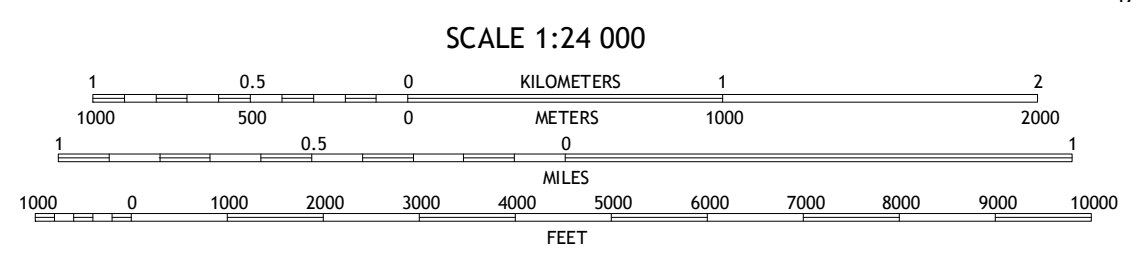 SCALE 1:24 000
1 0.5 0 KILOMETERS 1 2
1000 500 0 METERS 1000 2000
1 0.5 0 1
MILES
1000 0 1000 2000 3000 4000 5000 6000 7000 8000 9000 10000
FEET